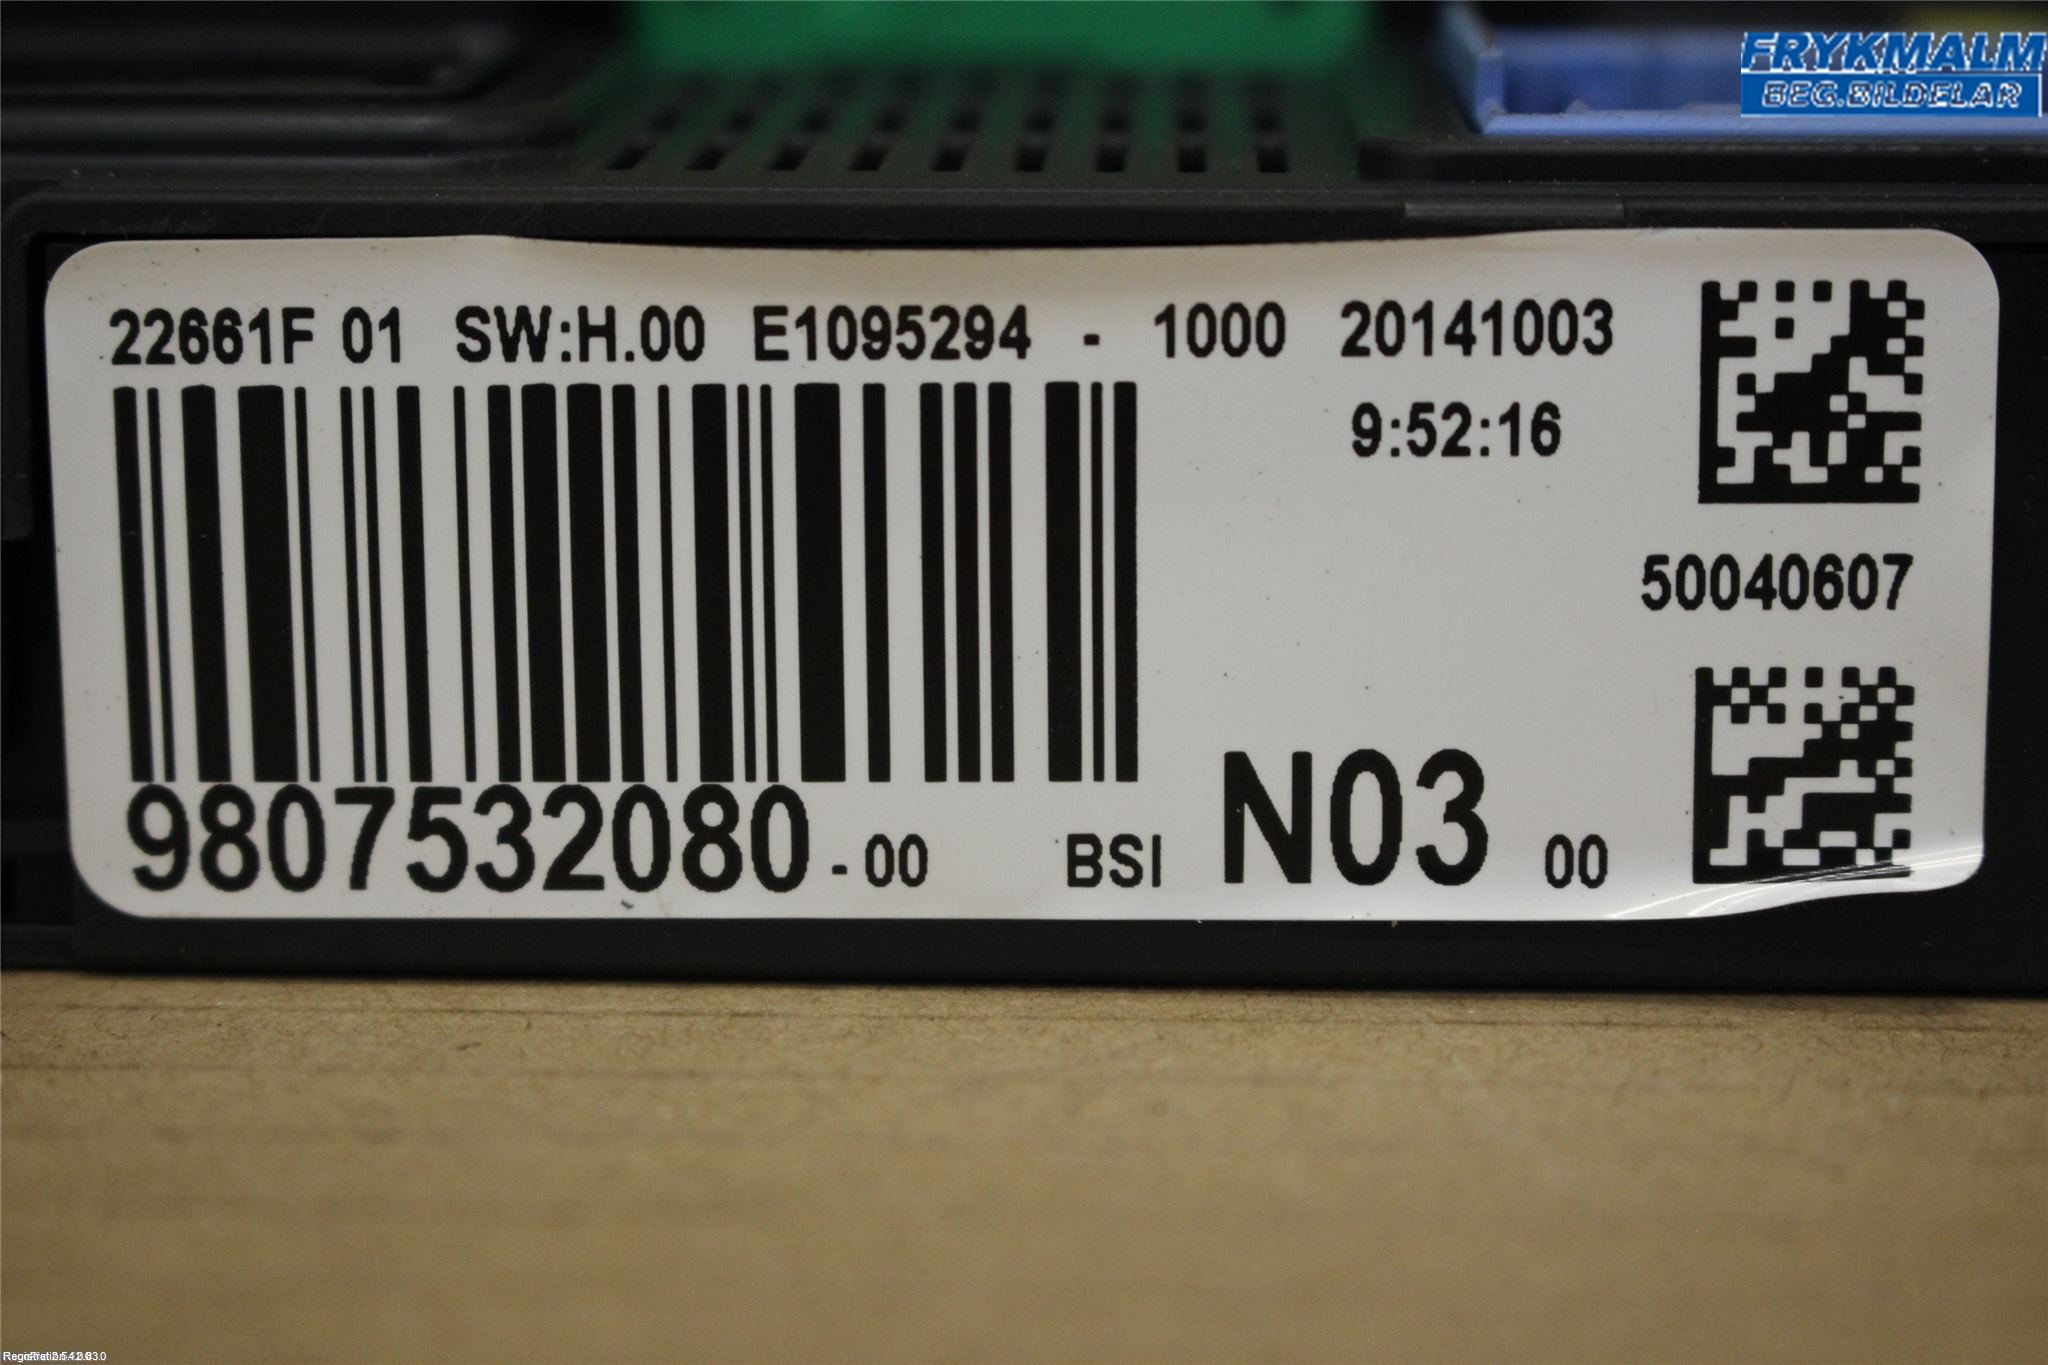 FRYKMALM
BEG.BILDELAR
22661F 01 SW:H.00 E1095294 - 1000 20141003
9:52:16
50040607
9807532080 -00 BSI N03 00